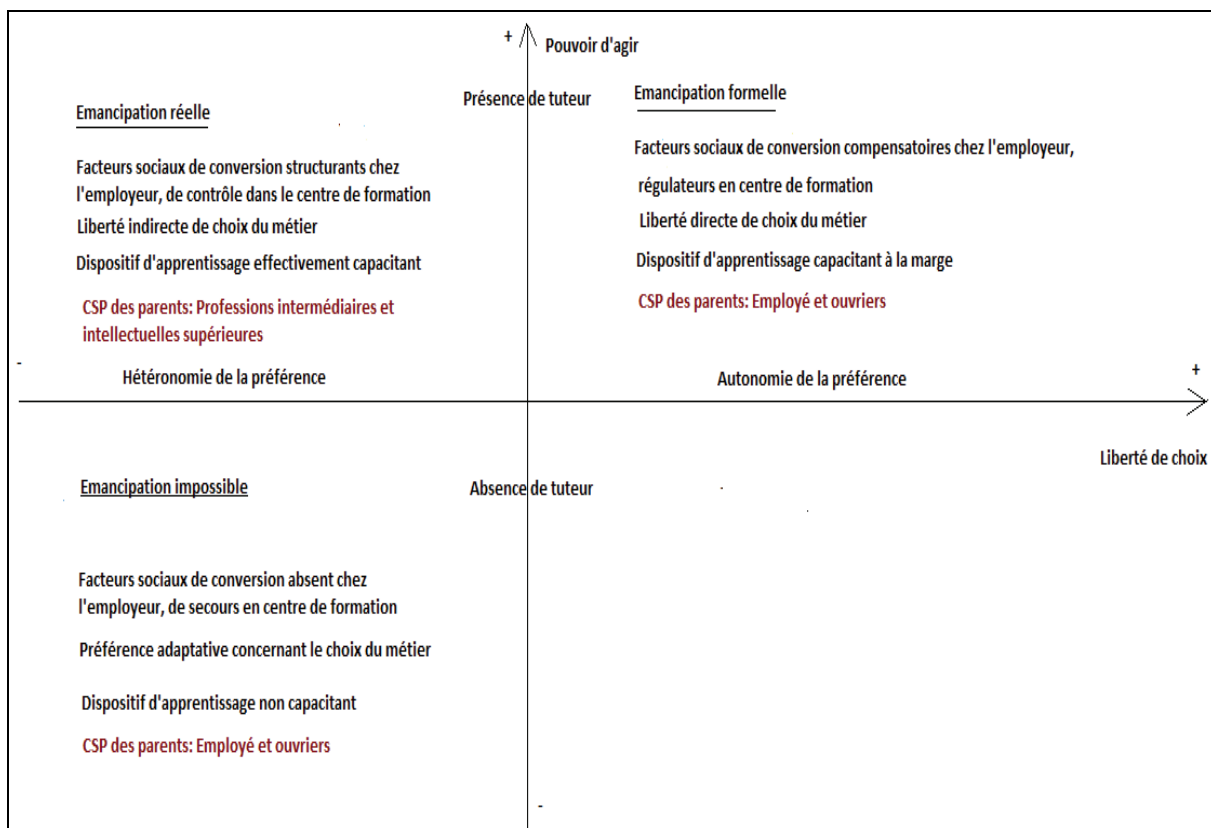 +
Pouvoir d'agir
Présence de tuteur
Emancipation réelle
Facteurs sociaux de conversion structurants chez
l'employeur, de contrôle dans le centre de formation
Liberté indirecte de choix du métier
Dispositif d'apprentissage effectivement capacitant
CSP des parents: Professions intermédiaires et
intellectuelles supérieures
Emancipation formelle
Facteurs sociaux de conversion compensatoires chez l'employeur,
régulateurs en centre de formation
Liberté directe de choix du métier
Dispositif d'apprentissage capacitant à la marge
CSP des parents: Employé et ouvriers
-
Hétéronomie de la préférence
Autonomie de la préférence
+
Liberté de choix
Emancipation impossible
Absence de tuteur
Facteurs sociaux de conversion absent chez
l'employeur, de secours en centre de formation
Préférence adaptative concernant le choix du métier
Dispositif d'apprentissage non capacitant
CSP des parents: Employé et ouvriers
-